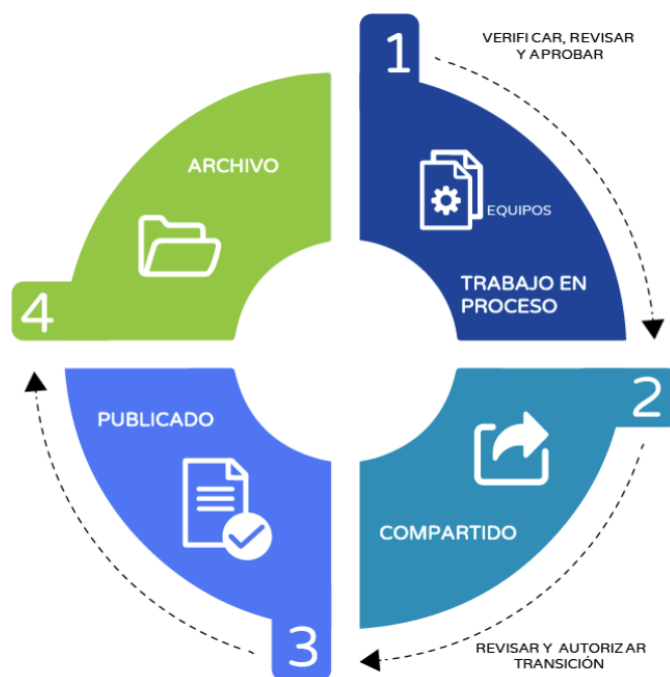 1
VERIFICAR, REVISAR
Y APROBAR
EQUIPOS
TRABAJO EN
PROCESO
2
COMPARTIDO
REVISAR Y AUTORIZAR
TRANSICIÓN
3
PUBLICADO
4
ARCHIVO